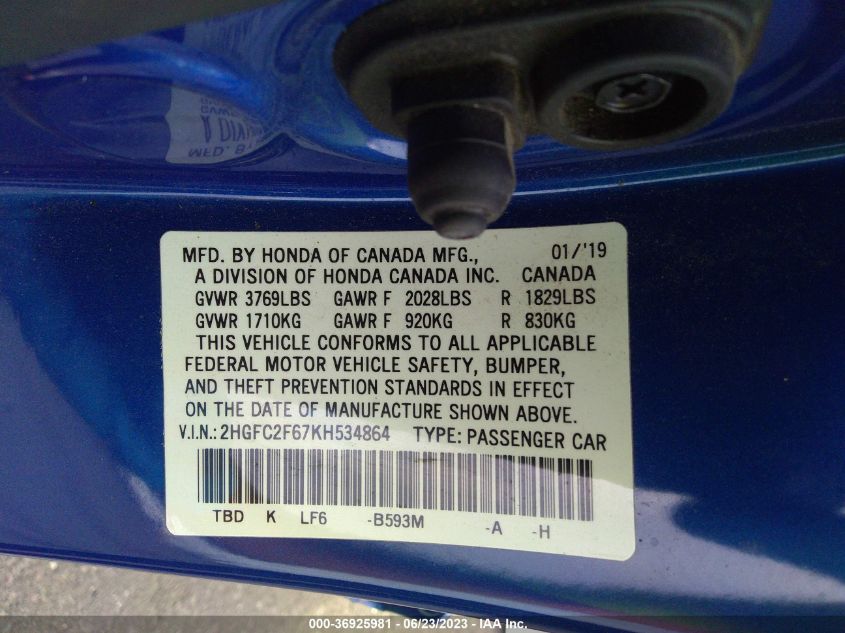 MFD. BY HONDA OF CANADA MFG., 01/'19
A DIVISION OF HONDA CANADA INC. CANADA
GVWR 3769LBS GAWR F 2028LBS R 1829LBS
GVWR 1710KG GAWR F 920KG R 830KG
THIS VEHICLE CONFORMS TO ALL APPLICABLE
FEDERAL MOTOR VEHICLE SAFETY, BUMPER,
AND THEFT PREVENTION STANDARDS IN EFFECT
ON THE DATE OF MANUFACTURE SHOWN ABOVE.
V.I.N.: 2HGFC2F67KH534864 TYPE: PASSENGER CAR
TBD K LF6 -B593M -A -H
000-36925981 - 06/23/2023 - IAA Inc.